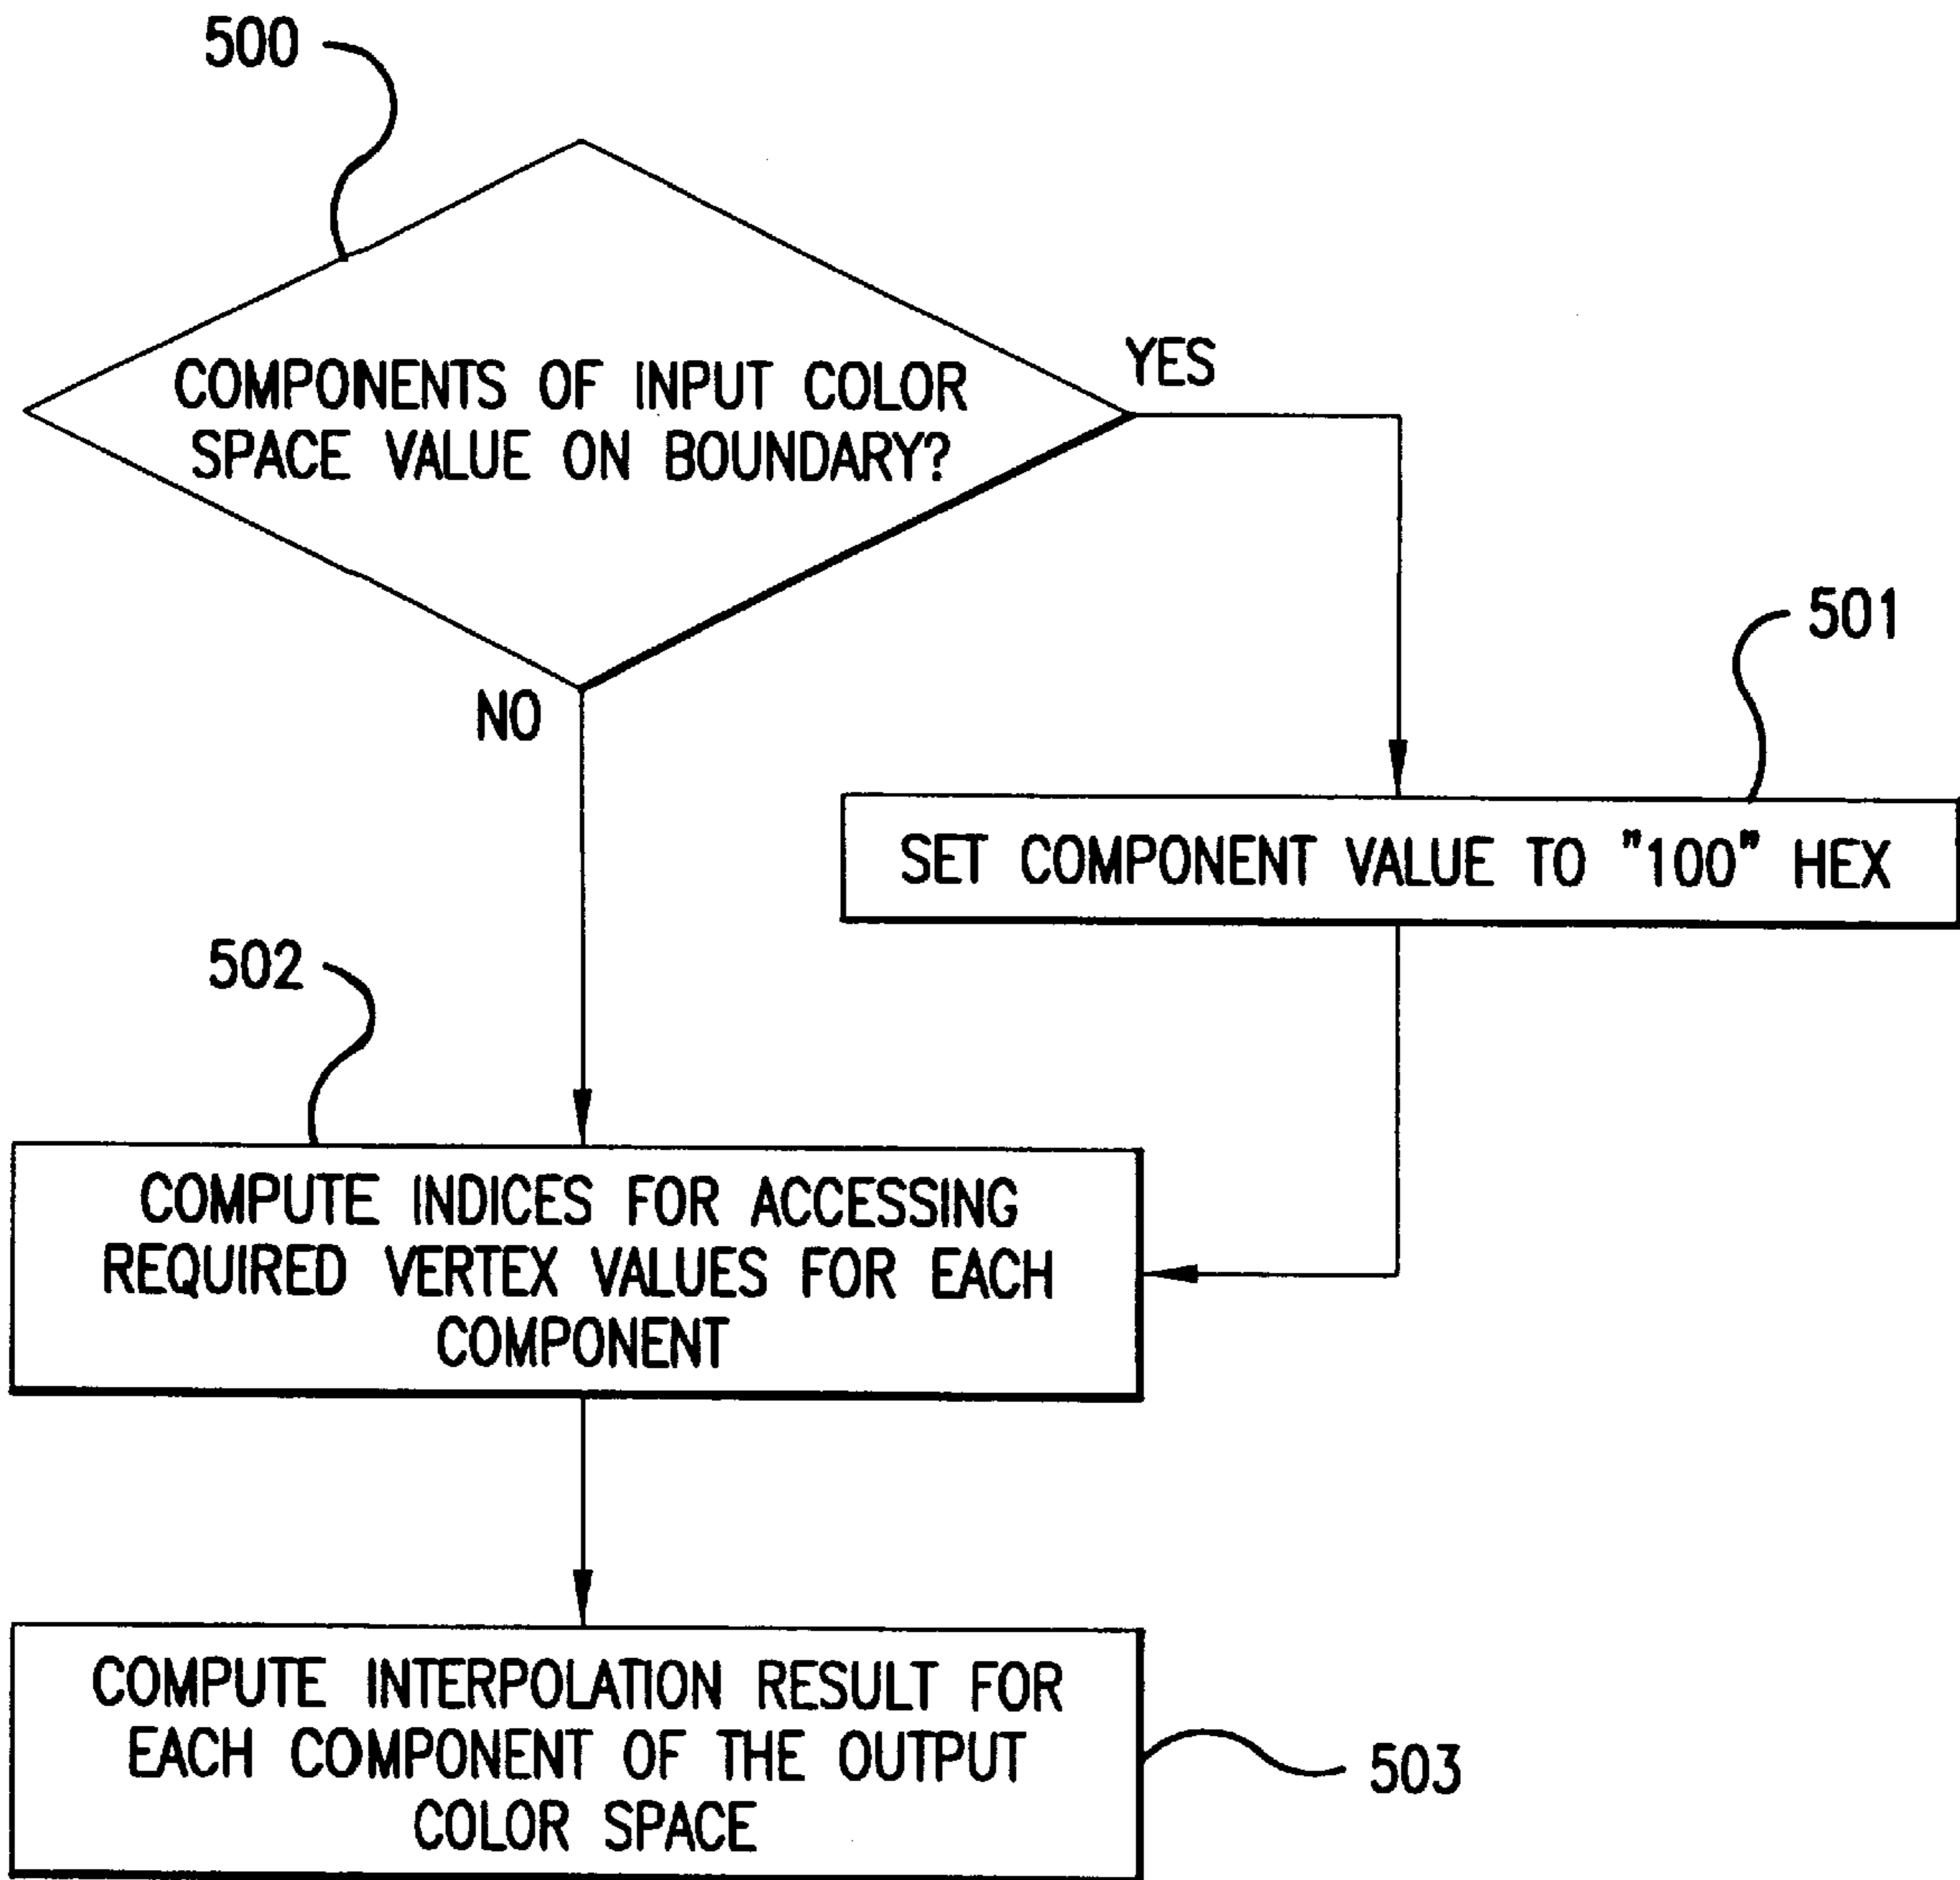 500
COMPONENTS OF INPUT COLOR
SPACE VALUE ON BOUNDARY?
YES
NO
501
SET COMPONENT VALUE TO "100" HEX
502
COMPUTE INDICES FOR ACCESSING
REQUIRED VERTEX VALUES FOR EACH
COMPONENT
COMPUTE INTERPOLATION RESULT FOR
EACH COMPONENT OF THE OUTPUT
COLOR SPACE
503